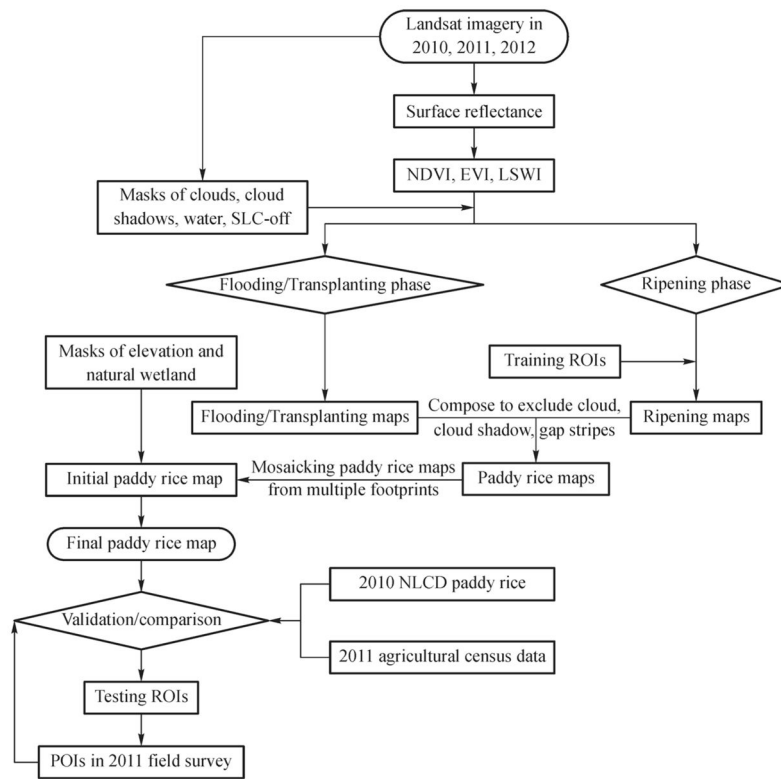 Landsat imagery in
2010, 2011, 2012
Surface reflectance
NDVI, EVI, LSWI
Masks of clouds, cloud
shadows, water, SLC-off
Flooding/Transplanting phase
Ripening phase
Masks of elevation and
natural wetland
Training ROIs
Flooding/Transplanting maps
Compose to exclude cloud,
cloud shadow, gap stripes
Ripening maps
Initial paddy rice map
Mosaicking paddy rice maps
from multiple footprints
Paddy rice maps
Final paddy rice map
2010 NLCD paddy rice
Validation/comparison
2011 agricultural census data
Testing ROIs
POIs in 2011 field survey